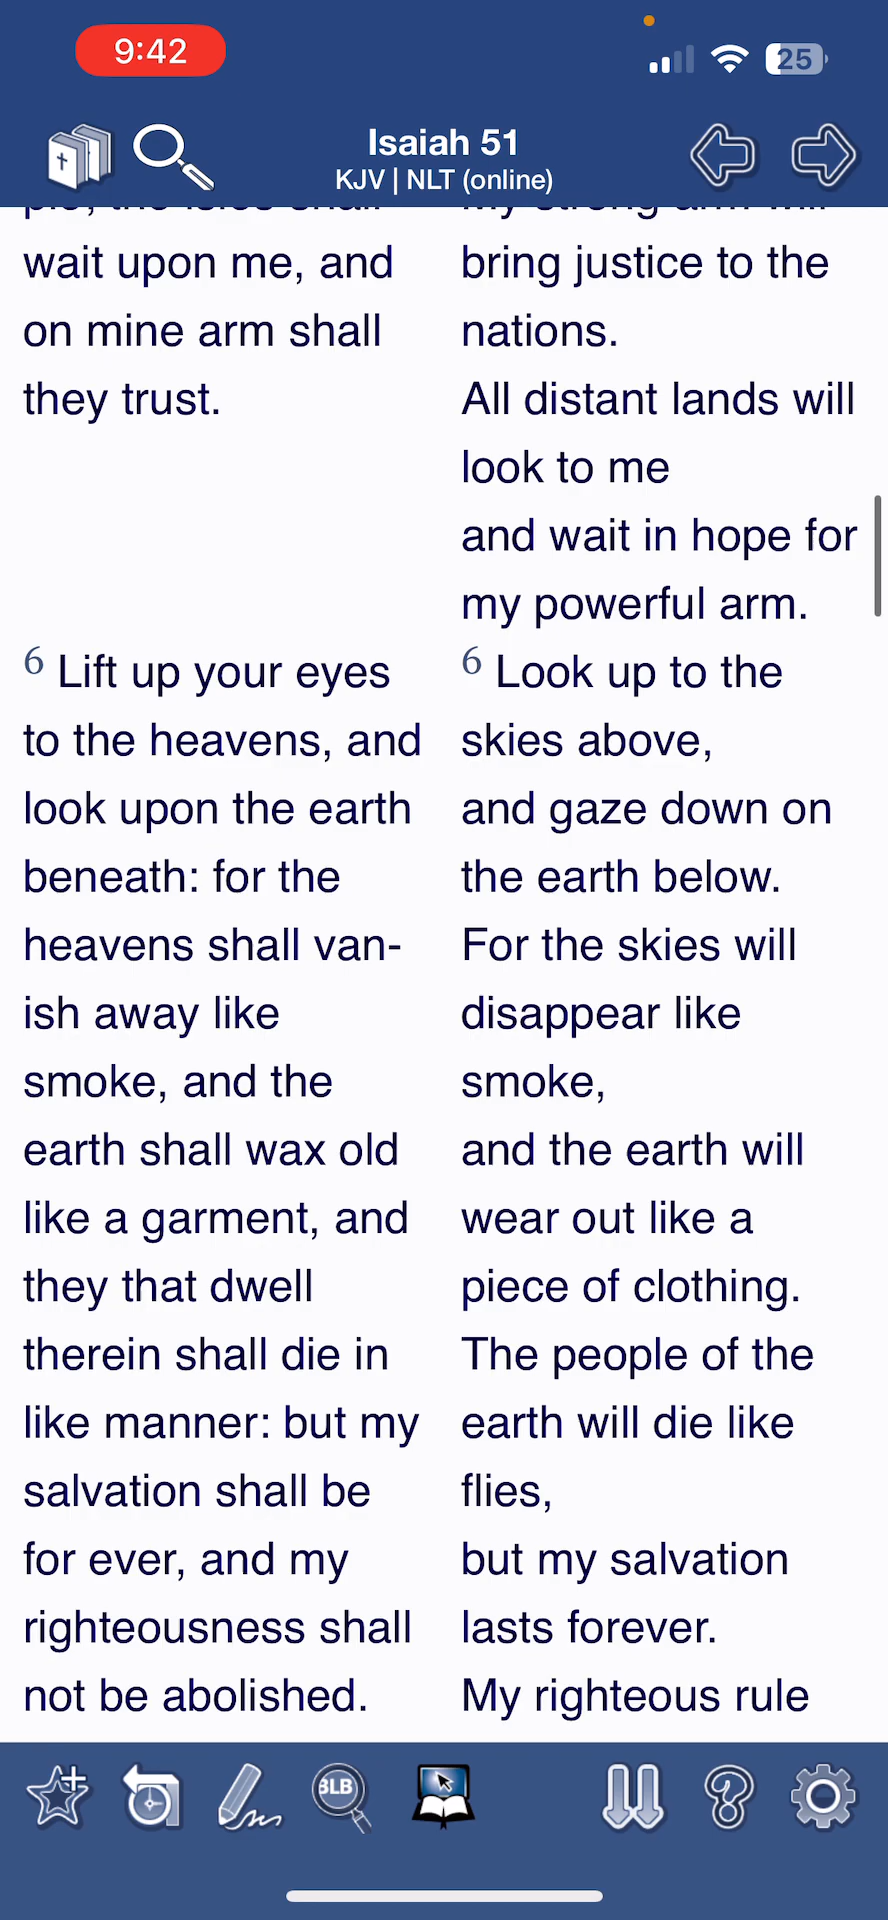 9:42
25
Isaiah 51
KJV | NLT (online)
wait upon me, and
on mine arm shall
they trust.
6 Lift up your eyes
to the heavens, and
look upon the earth
beneath: for the
heavens shall van-
ish away like
smoke, and the
earth shall wax old
like a garment, and
they that dwell
therein shall die in
like manner: but my
salvation shall be
for ever, and my
righteousness shall
not be abolished.
My strong arm will
bring justice to the
nations.
All distant lands will
look to me
and wait in hope for
my powerful arm.
6 Look up to the
skies above,
and gaze down on
the earth below.
For the skies will
disappear like
smoke,
and the earth will
wear out like a
piece of clothing.
The people of the
earth will die like
flies,
but my salvation
lasts forever.
My righteous rule
BLB